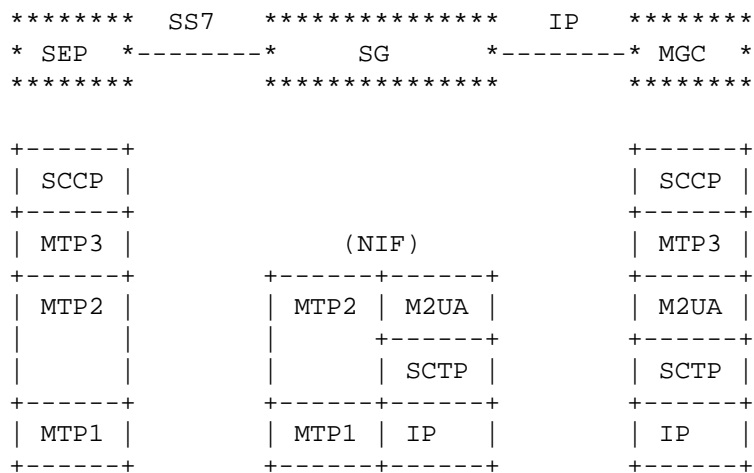 ********   SS7   ***************   IP   ********
* SEP  *--------*      SG      *--------* MGC  *
********         ***************        ********
+------+                                +------+
| SCCP |                                | SCCP |
+------+                                +------+
| MTP3 |              (NIF)             | MTP3 |
+------+         +------+------+        +------+
| MTP2 |         | MTP2 | M2UA |        | M2UA |
|      |         |      +------+        +------+
|      |         |      | SCTP |        | SCTP |
+------+         +------+------+        +------+
| MTP1 |         | MTP1 | IP   |        | IP   |
+------+         +------+------+        +------+